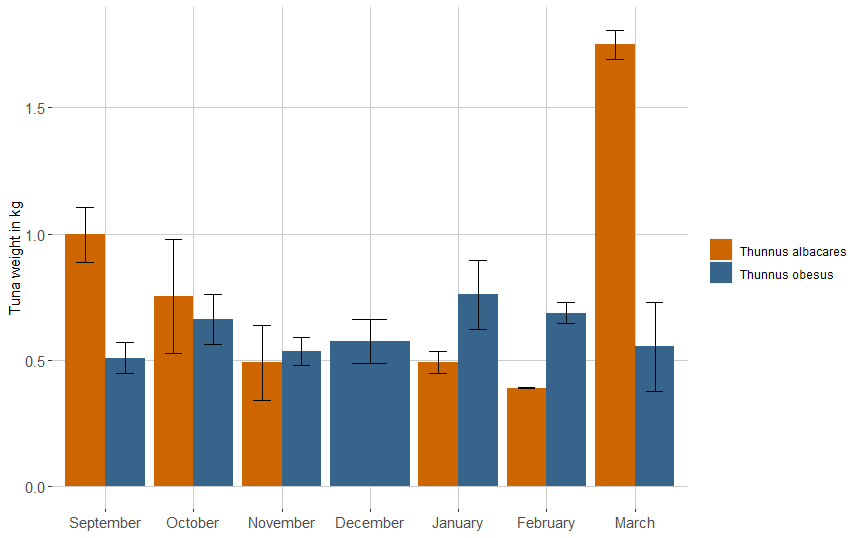 Tuna weight in kg
1.5
1.0
0.5
0.0
September October November December January February March
Thunnus albacares
Thunnus obesus